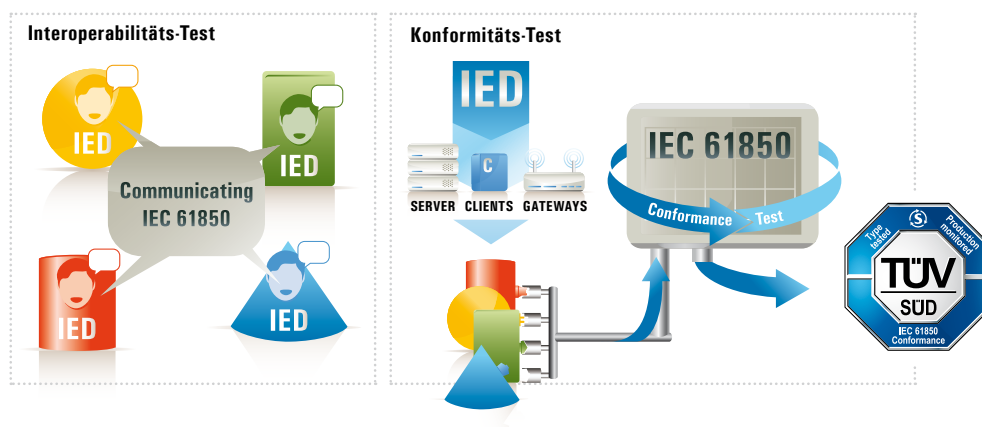 Interoperabilitäts-Test
IED
IED
Communicating
IEC 61850
IED
IED
Konformitäts-Test
IED
C
SERVER
CLIENTS
GATEWAYS
IEC 61850
Conformance - Test
Type
tested
S
Production
monitored
TÜV
SÜD
IEC 61850
Conformance